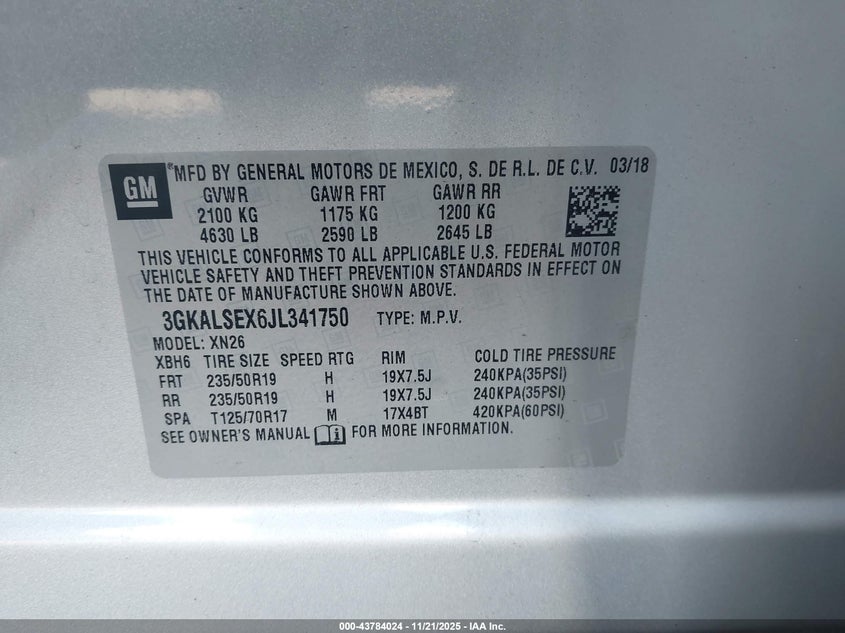 GM
®MFD BY GENERAL MOTORS DE MEXICO, S. DE R.L. DE C.V. 03/18
GVWR GAWR FRT GAWR RR
2100 KG 1175 KG 1200 KG
4630 LB 2590 LB 2645 LB
THIS VEHICLE CONFORMS TO ALL APPLICABLE U.S. FEDERAL MOTOR
VEHICLE SAFETY AND THEFT PREVENTION STANDARDS IN EFFECT ON
THE DATE OF MANUFACTURE SHOWN ABOVE.
3GKALSEX6JL341750 TYPE: M.P.V.
MODEL: XN26
XBH6 TIRE SIZE SPEED RTG RIM COLD TIRE PRESSURE
FRT 235/50R19 H 19X7.5J 240KPA(35PSI)
RR 235/50R19 H 19X7.5J 240KPA(35PSI)
SPA T125/70R17 M 17X4BT 420KPA(60PSI)
SEE OWNER'S MANUAL FOR MORE INFORMATION.
000-43784024 - 11/21/2025 - IAA Inc.